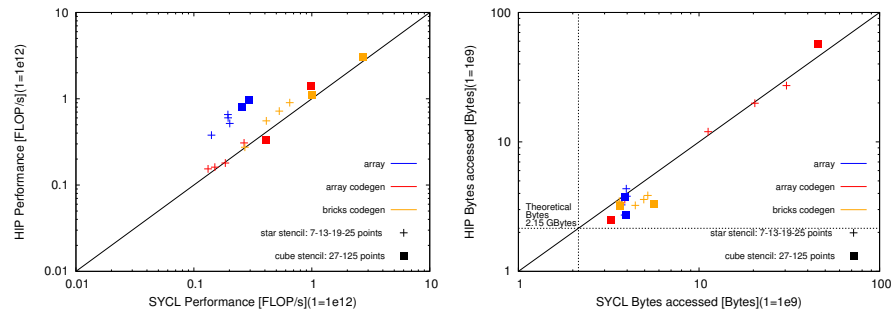 10
1
0.1
0.01
0.01
0.1
1
10
HIP Performance [FLOP/s](1=1e12)
SYCL Performance [FLOP/s](1=1e12)
array
array codegen
bricks codegen
star stencil: 7-13-19-25 points
cube stencil: 27-125 points
100
10
1
1
10
100
HIP Bytes accessed [Bytes](1=1e9)
SYCL Bytes accessed [Bytes](1=1e9)
Theoretical
Bytes
2.15 GBytes
array
array codegen
bricks codegen
star stencil: 7-13-19-25 points
cube stencil: 27-125 points